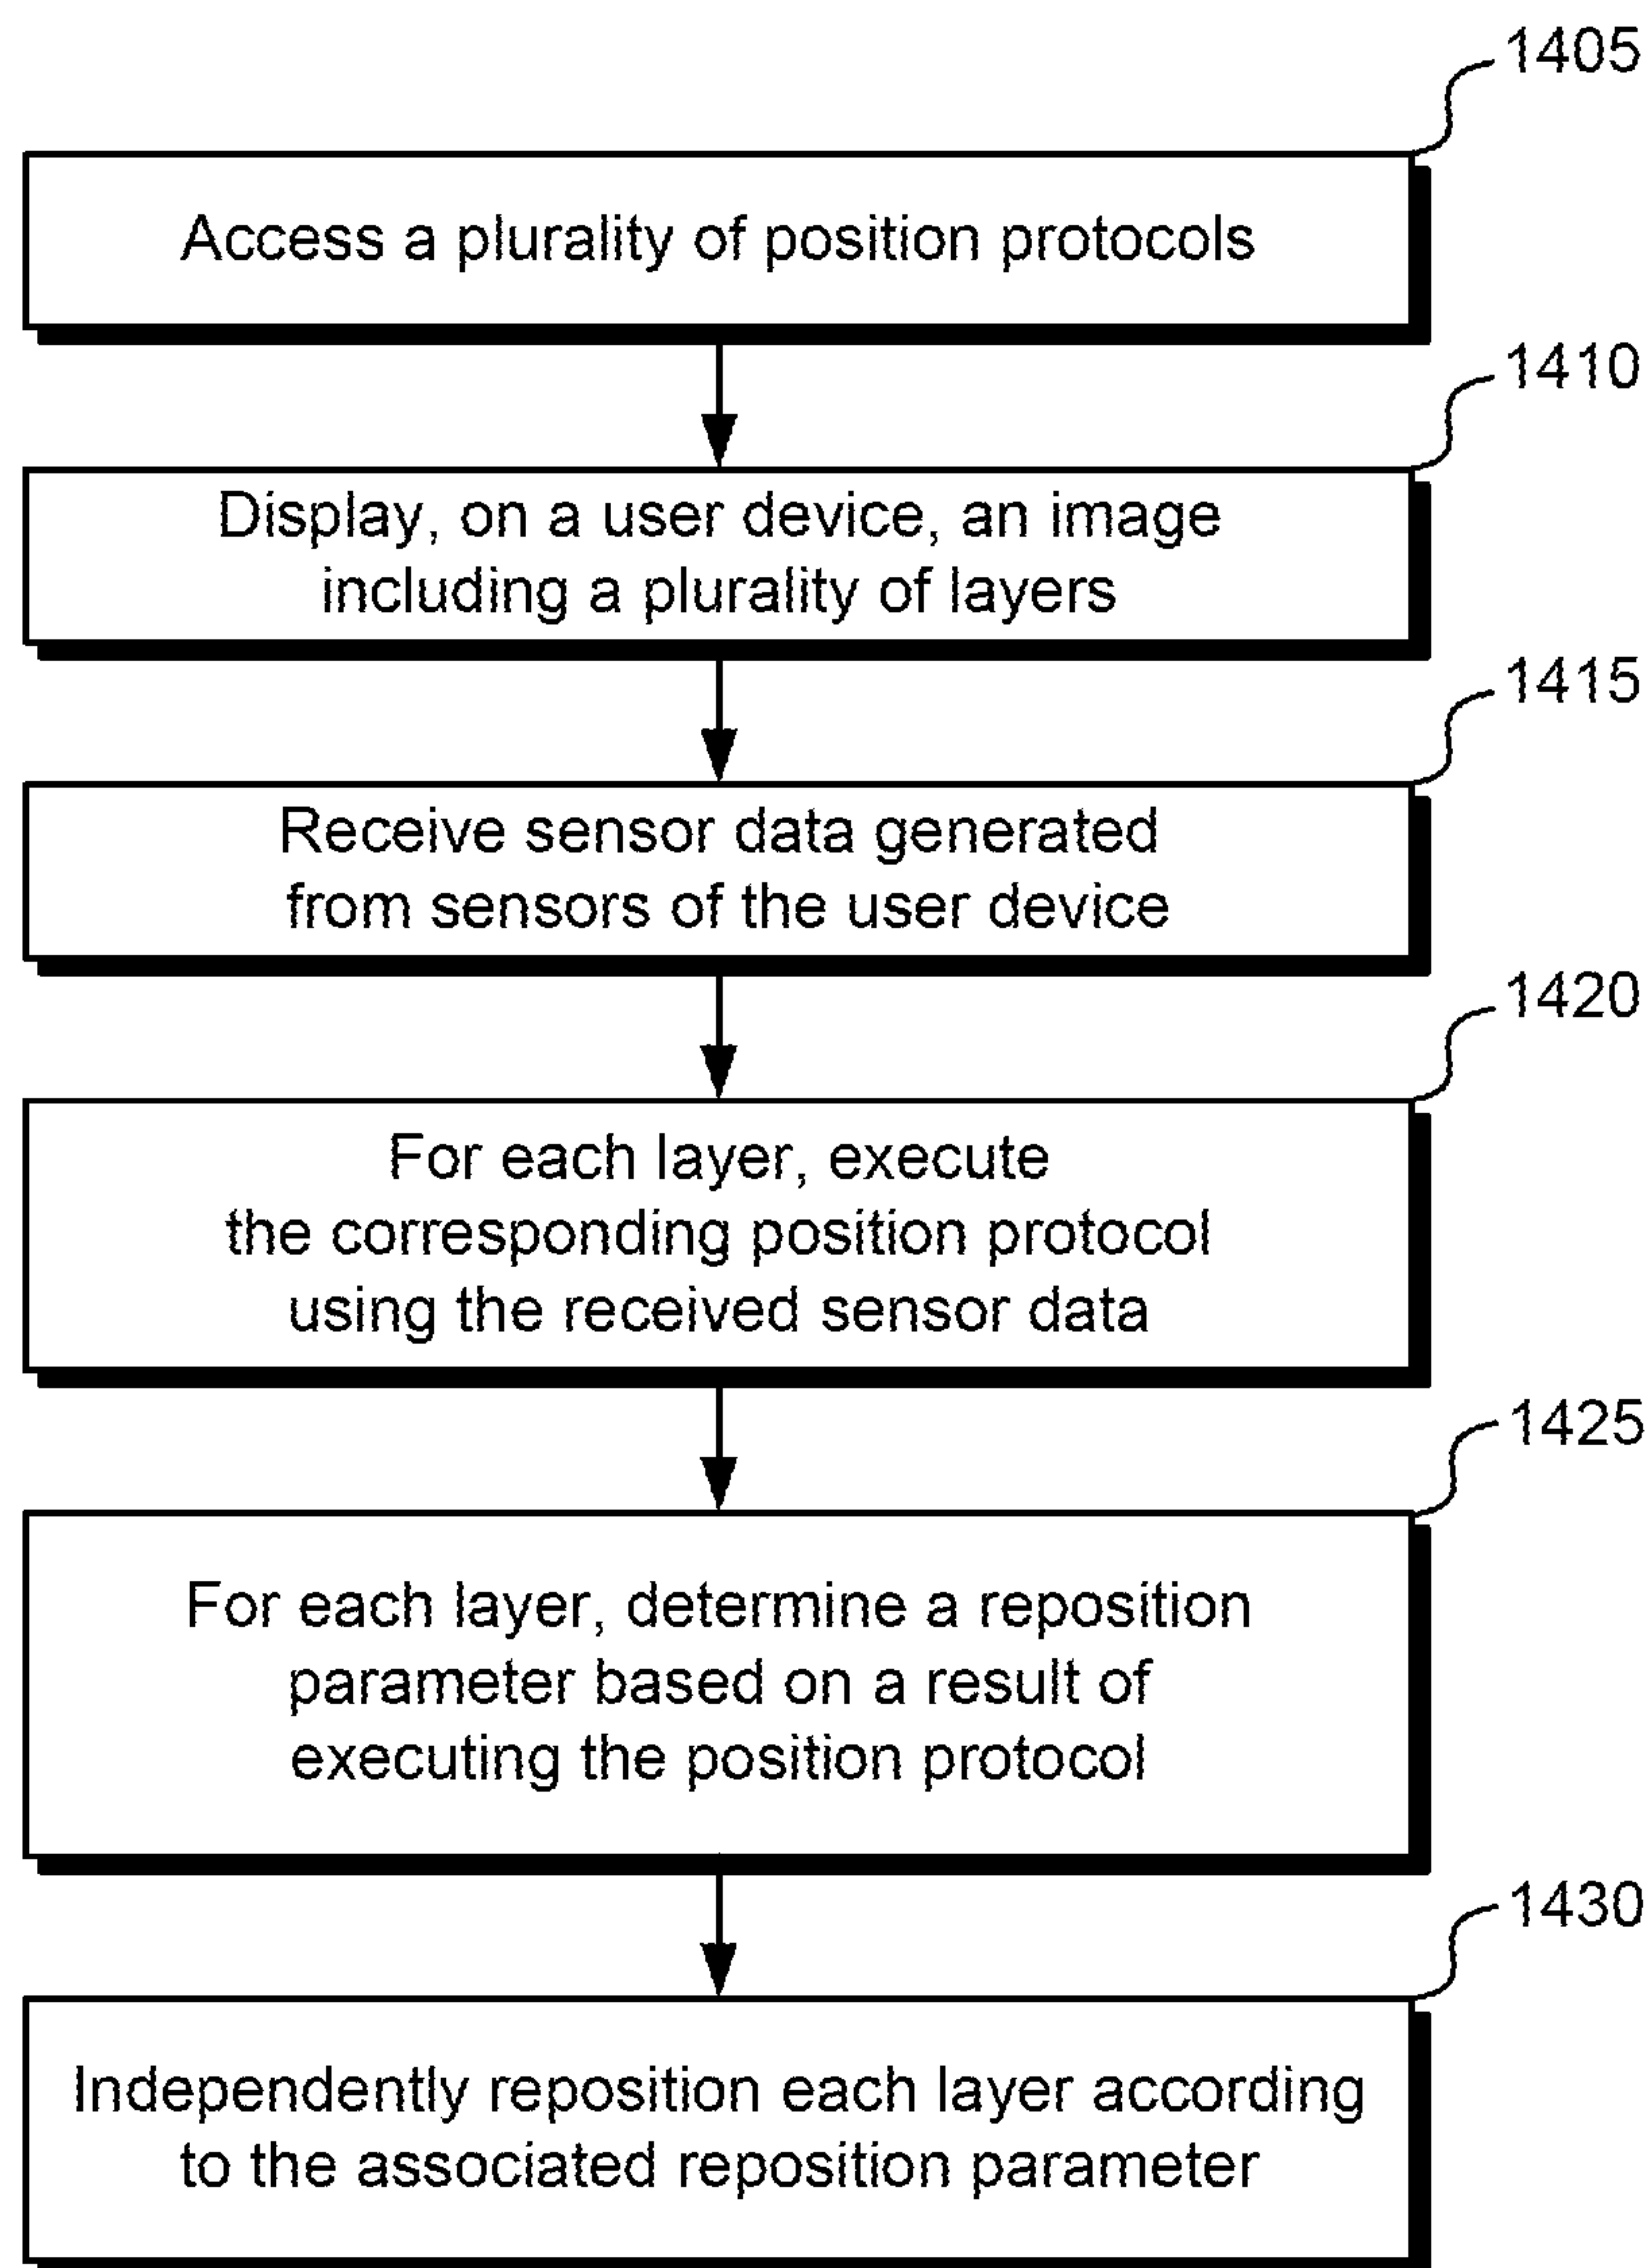 1405
Access a plurality of position protocols
1410
Display, on a user device, an image
including a plurality of layers
1415
Receive sensor data generated
from sensors of the user device
1420
For each layer, execute
the corresponding position protocol
using the received sensor data
1425
For each layer, determine a reposition
parameter based on a result of
executing the position protocol
1430
Independently reposition each layer according
to the associated reposition parameter